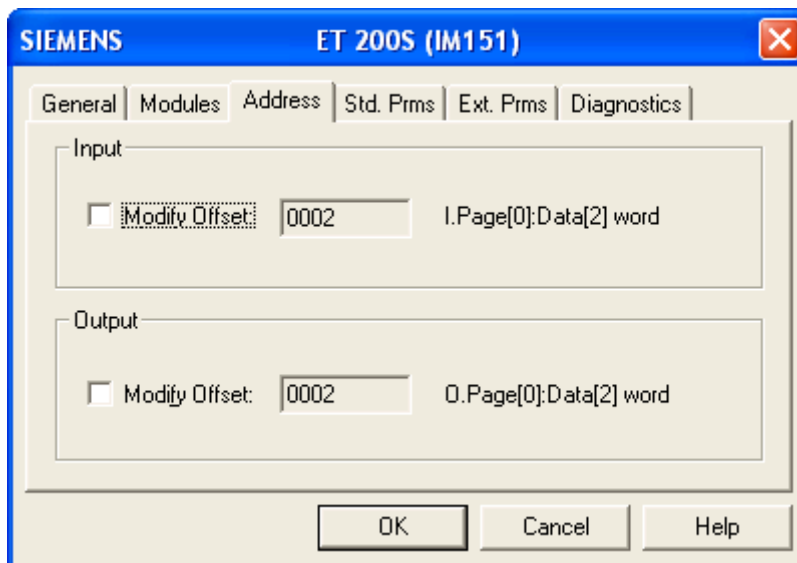 SIEMENS ET 200S (IM151)
General Modules Address Std. Prms Ext. Prms Diagnostics
Input
Modify Offset: 0002 I.Page[0]:Data[2] word
Output
Modify Offset: 0002 O.Page[0]:Data[2] word
OK Cancel Help